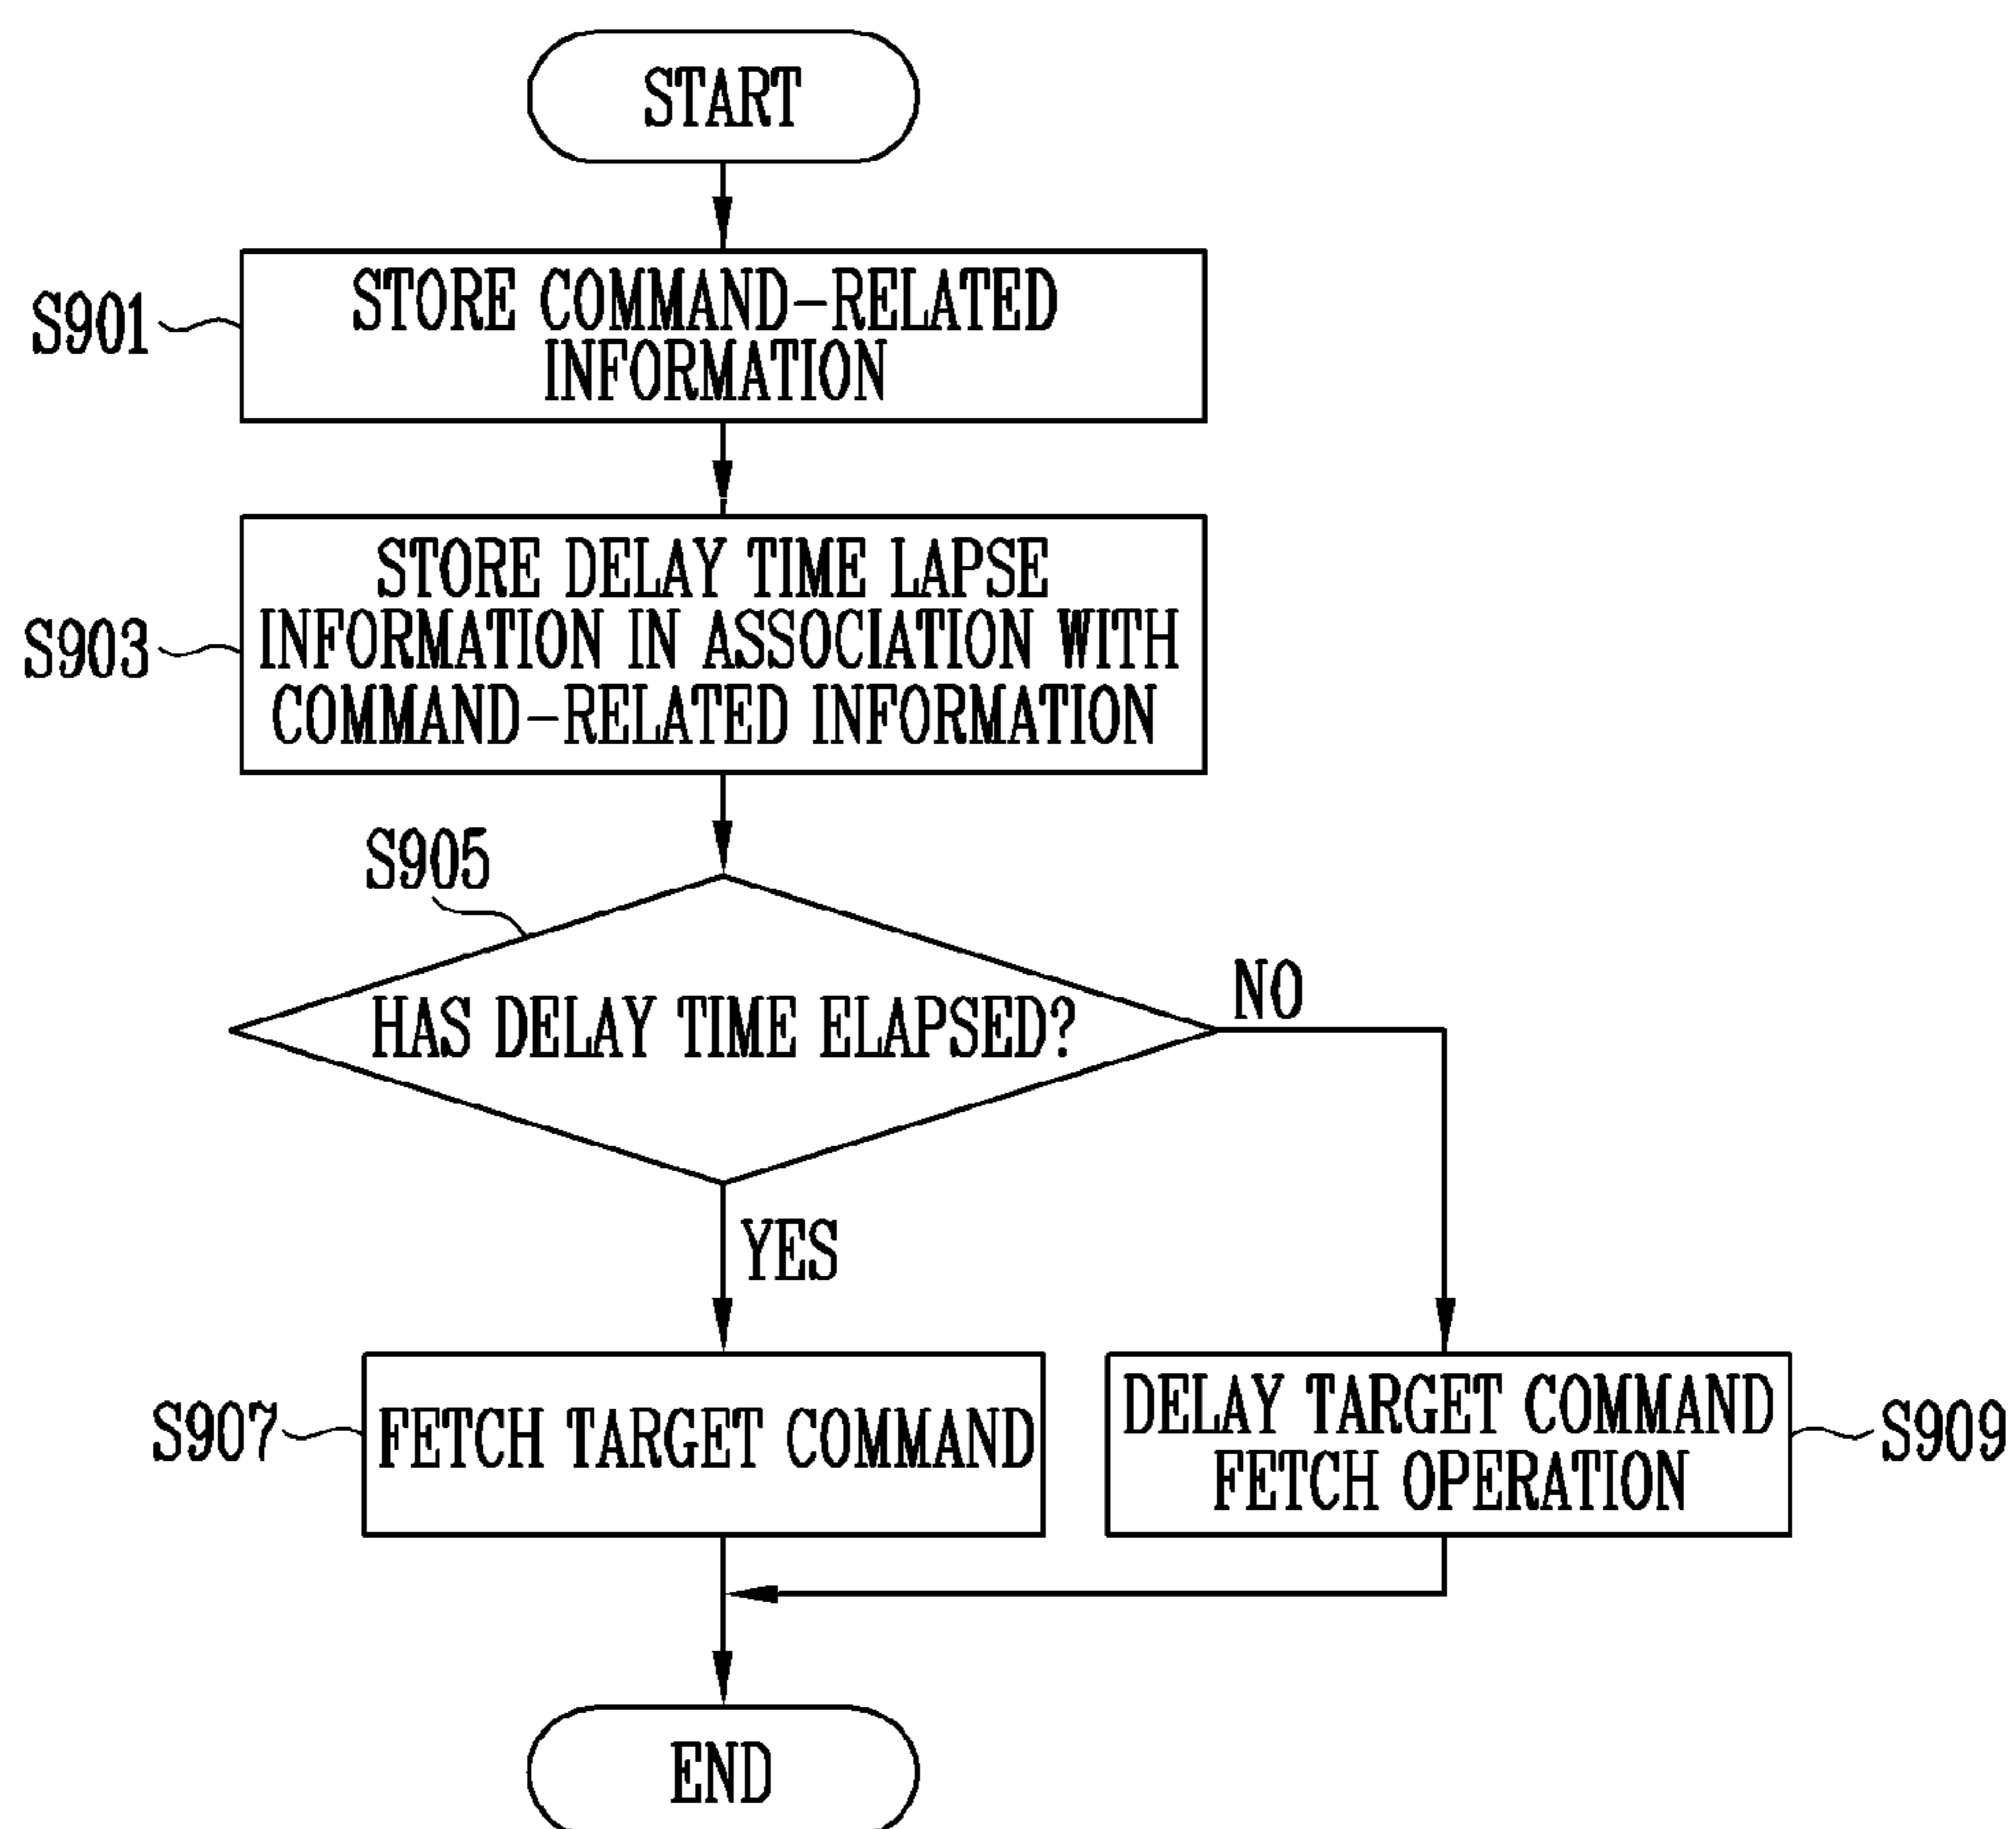 START
S901
STORE COMMAND-RELATED
INFORMATION
S903
STORE DELAY TIME LAPSE
INFORMATION IN ASSOCIATION WITH
COMMAND-RELATED INFORMATION
S905
HAS DELAY TIME ELAPSED?
NO
YES
S907
FETCH TARGET COMMAND
DELAY TARGET COMMAND
FETCH OPERATION
S909
END